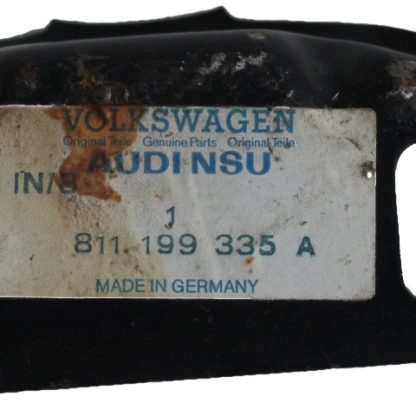 VOLKSWAGEN
Original Teile Genuine Parts Original Teile
AUDI NSU
IN/8
1
811 199 335 A
MADE IN GERMANY